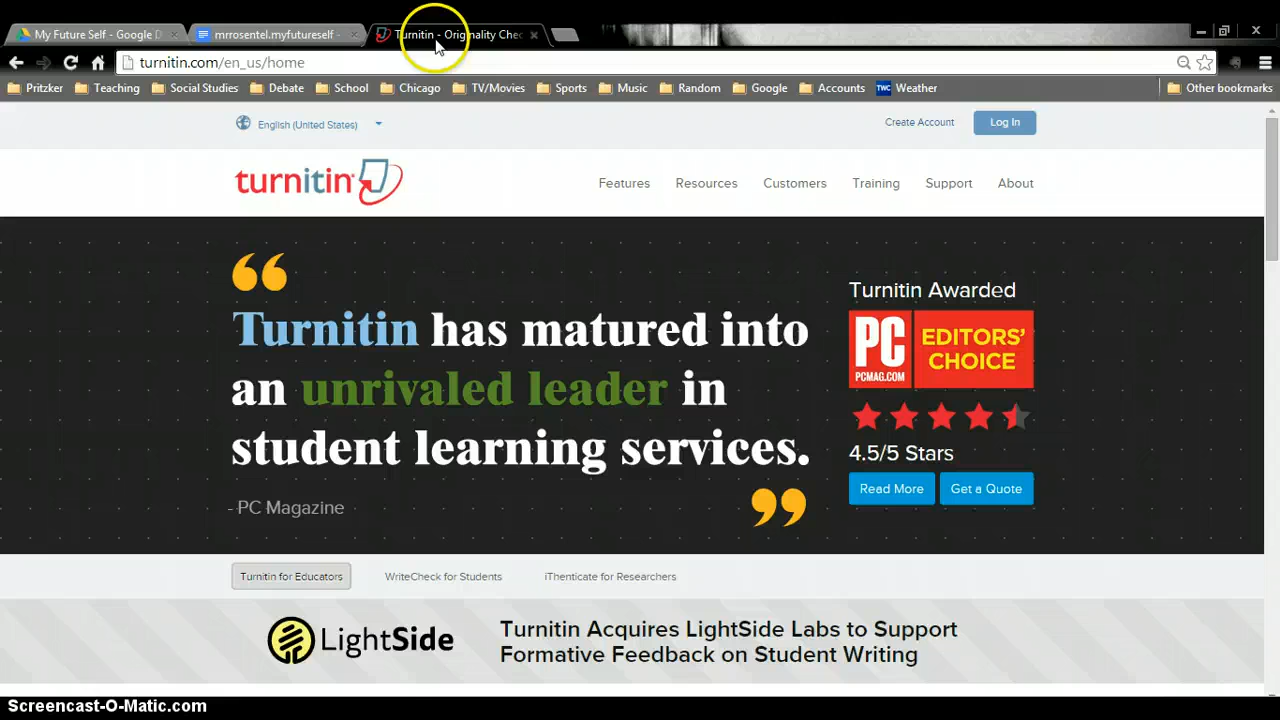 My Future Self - Google D
mrrosentel.myfutureself -
Turnitin - Originality Chec
turnitin.com/en_us/home
Pritzker Teaching Social Studies Debate School Chicago TV/Movies Sports Music Random Google Accounts TWC Weather Other bookmarks
English (United States)
Create Account Log In
turnitin
Features Resources Customers Training Support About
“
Turnitin has matured into
an unrivaled leader in
student learning services.
”
- PC Magazine
Turnitin Awarded
PC
PCMAG.COM
EDITORS'
CHOICE
4.5/5 Stars
Read More Get a Quote
Turnitin for Educators WriteCheck for Students iThenticate for Researchers
LightSide
Turnitin Acquires LightSide Labs to Support
Formative Feedback on Student Writing
Screencast-O-Matic.com